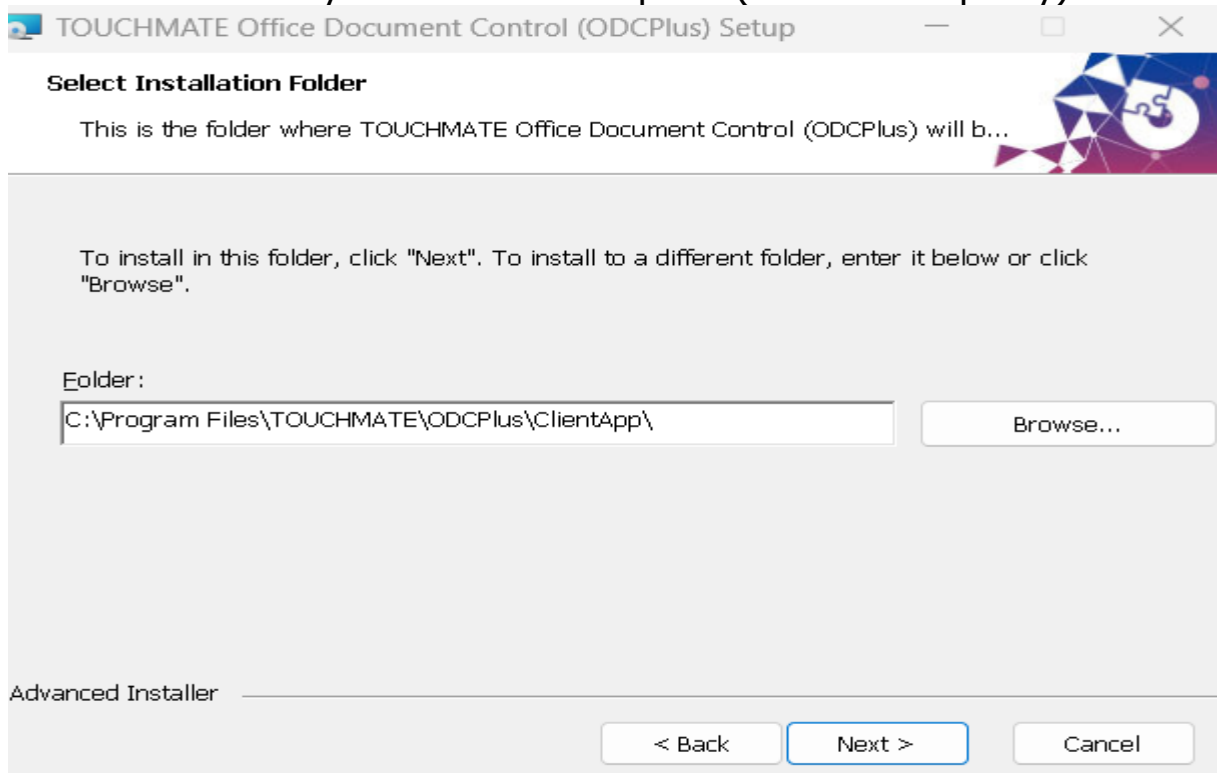 TOUCHMATE Office Document Control (ODCPlus) Setup
Select Installation Folder
This is the folder where TOUCHMATE Office Document Control (ODCPlus) will b...
To install in this folder, click "Next". To install to a different folder, enter it below or click
"Browse".
Folder:
C:\Program Files\TOUCHMATE\ODCPlus\ClientApp\
Browse...
Advanced Installer
< Back
Next >
Cancel